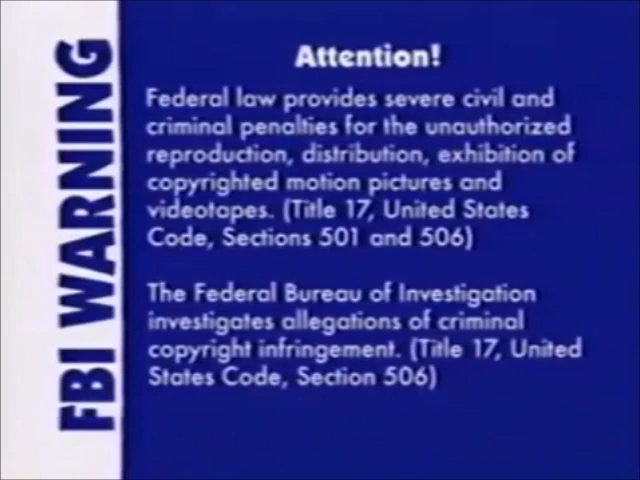 FBI WARNING
Attention!
Federal law provides severe civil and
criminal penalties for the unauthorized
reproduction, distribution, exhibition of
copyrighted motion pictures and
videotapes. (Title 17, United States
Code, Sections 501 and 506)
The Federal Bureau of Investigation
investigates allegations of criminal
copyright infringement. (Title 17, United
States Code, Section 506)